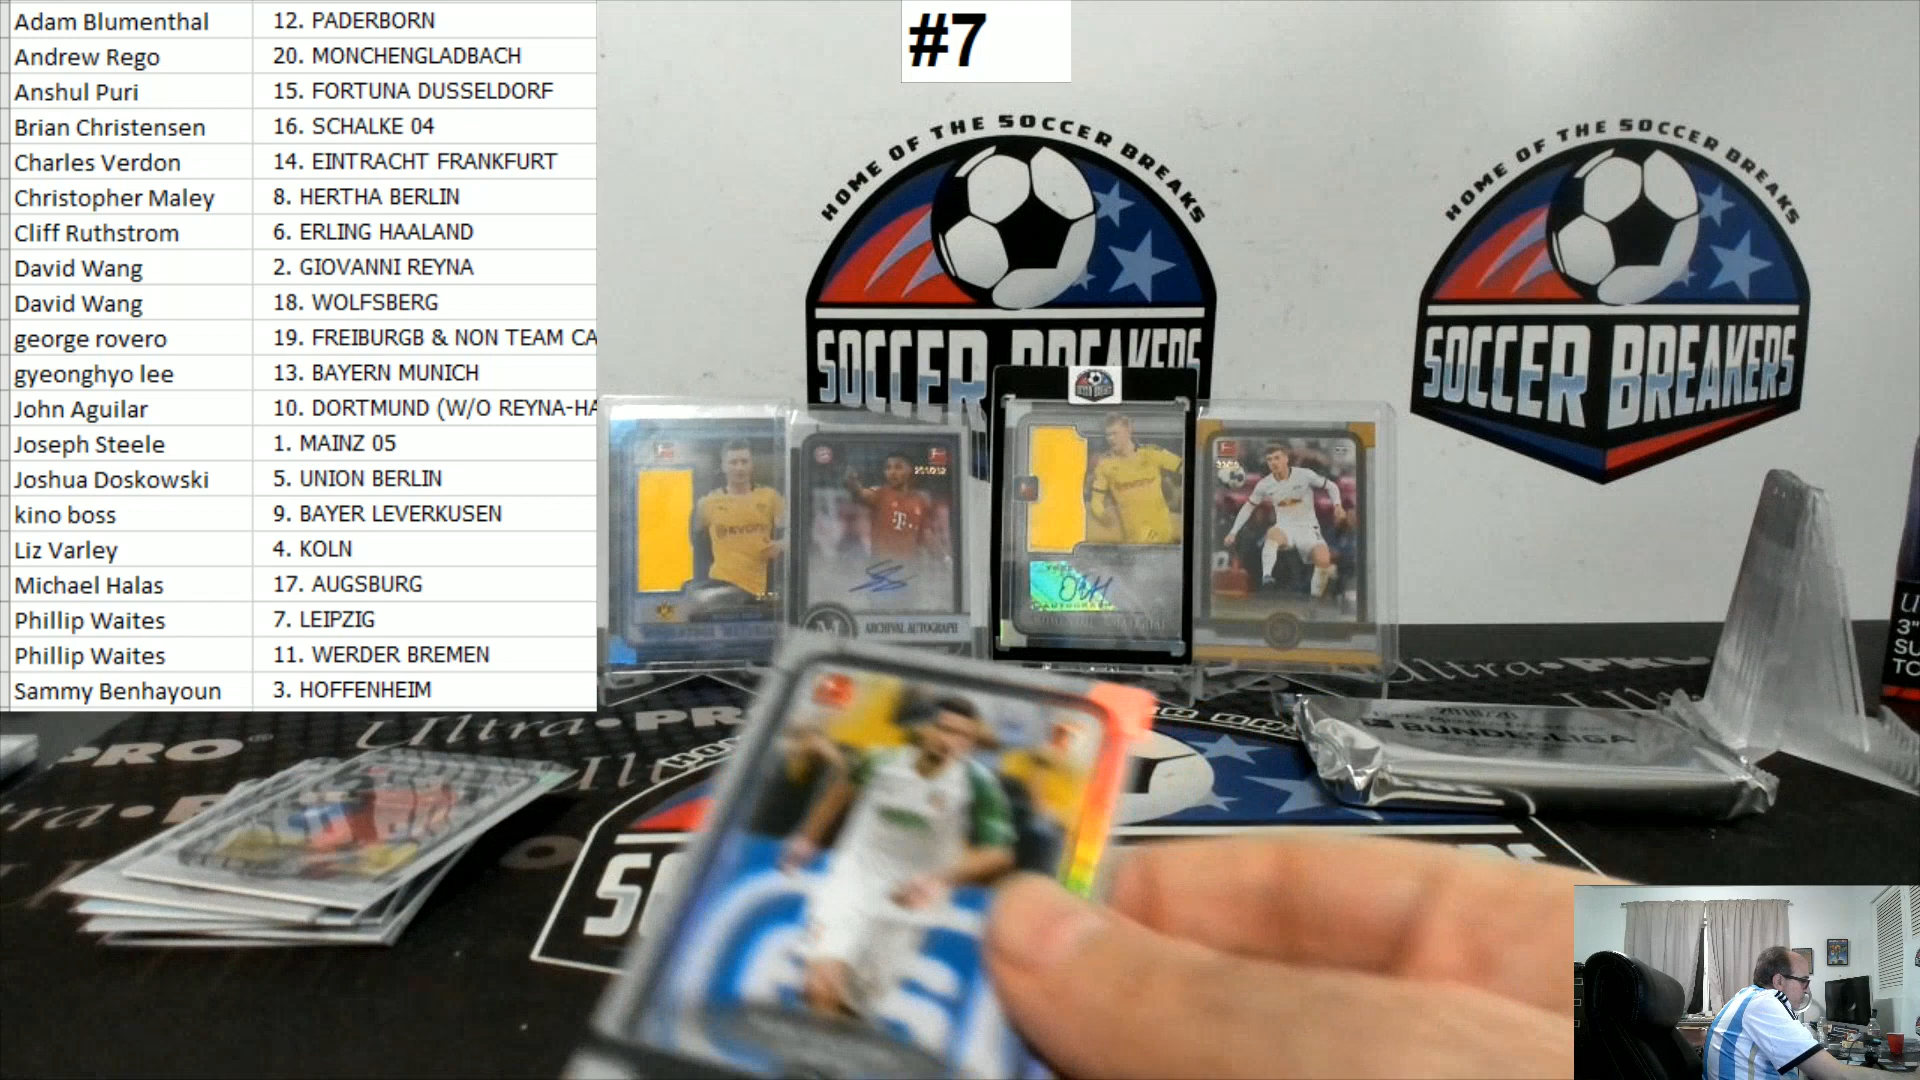 Adam Blumenthal 12. PADERBORN
Andrew Rego 20. MONCHENGLADBACH
Anshul Puri 15. FORTUNA DUSSELDORF
Brian Christensen 16. SCHALKE 04
Charles Verdon 14. EINTRACHT FRANKFURT
Christopher Maley 8. HERTHA BERLIN
Cliff Ruthstrom 6. ERLING HAALAND
David Wang 2. GIOVANNI REYNA
David Wang 18. WOLFSBERG
george rovero 19. FREIBURGB & NON TEAM CA
gyeonghyo lee 13. BAYERN MUNICH
John Aguilar 10. DORTMUND (W/O REYNA-HA
Joseph Steele 1. MAINZ 05
Joshua Doskowski 5. UNION BERLIN
kino boss 9. BAYER LEVERKUSEN
Liz Varley 4. KOLN
Michael Halas 17. AUGSBURG
Phillip Waites 7. LEIPZIG
Phillip Waites 11. WERDER BREMEN
Sammy Benhayoun 3. HOFFENHEIM
#7
HOME OF THE SOCCER BREAKS
SOCCER BREAKERS
HOME OF THE SOCCER BREAKS
SOCCER BREAKERS
ARCHIVAL AUTOGRAPH
Ultra•PRO
BUNDESLIGA
3"
SU
TO